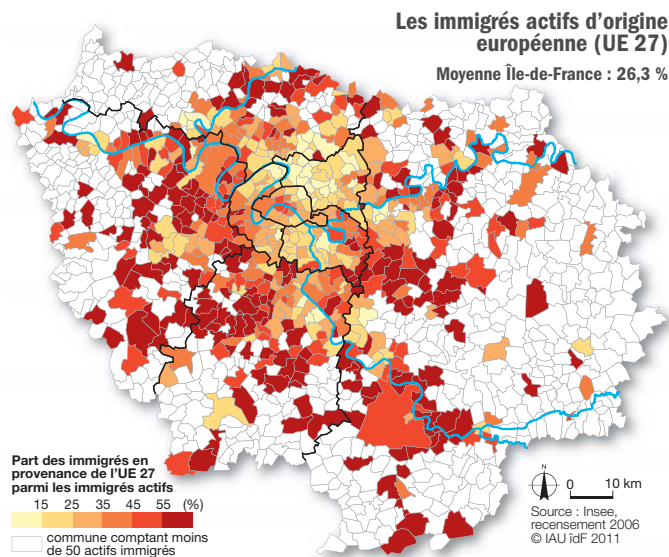 Les immigrés actifs d'origine
européenne (UE 27)
Moyenne Île-de-France : 26,3 %
Part des immigrés en
provenance de l'UE 27
parmi les immigrés actifs
15 25 35 45 55 (%)
commune comptant moins
de 50 actifs immigrés
N
0 10 km
Source : Insee,
recensement 2006
© IAU îdF 2011